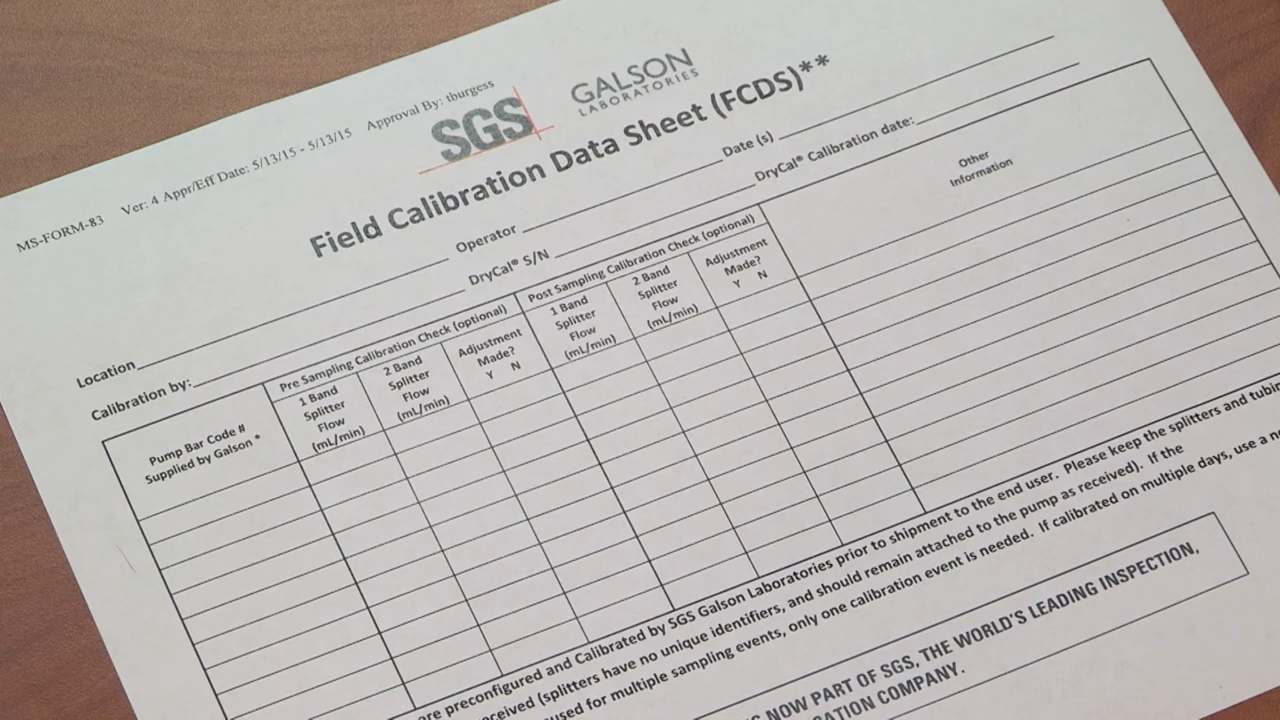 MS-FORM-83 Ver: 4 Appr/Eff Date: 5/13/15 - 5/13/15 Approval By: tburgess
SGS GALSON
LABORATORIES
Field Calibration Data Sheet (FCDS)**
Location Operator Date (s)
Calibration by: DryCal® S/N DryCal® Calibration date:
Pump Bar Code #
Supplied by Galson *
Pre Sampling Calibration Check (optional)
1 Band
Splitter
Flow
(mL/min)
2 Band
Splitter
Flow
(mL/min)
Adjustment
Made?
Y N
Post Sampling Calibration Check (optional)
1 Band
Splitter
Flow
(mL/min)
2 Band
Splitter
Flow
(mL/min)
Adjustment
Made?
Y N
Other
Information
are preconfigured and Calibrated by SGS Galson Laboratories prior to shipment to the end user. Please keep the splitters and
(splitters have no unique identifiers, and should remain attached to the pump as received). If the
used for multiple sampling events, only one calibration event is needed. If calibrated on multiple days, use a
NOW PART OF SGS, THE WORLD'S LEADING INSPECTION,
COMPANY.